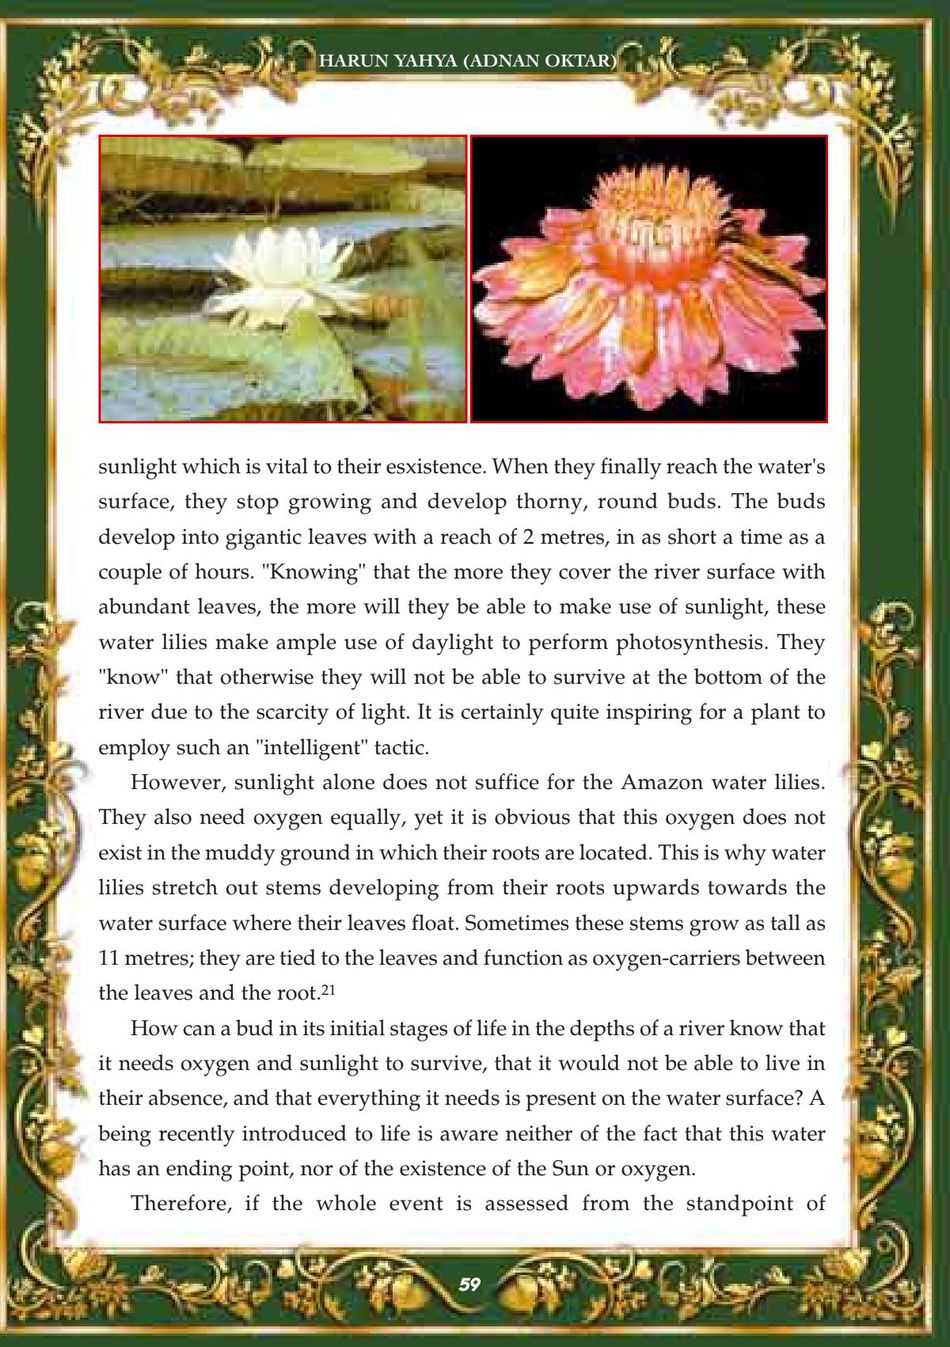 HARUN YAHYA (ADNAN OKTAR)
sunlight which is vital to their esxistence. When they finally reach the water's
surface, they stop growing and develop thorny, round buds. The buds
develop into gigantic leaves with a reach of 2 metres, in as short a time as a
couple of hours. "Knowing" that the more they cover the river surface with
abundant leaves, the more will they be able to make use of sunlight, these
water lilies make ample use of daylight to perform photosynthesis. They
"know" that otherwise they will not be able to survive at the bottom of the
river due to the scarcity of light. It is certainly quite inspiring for a plant to
employ such an "intelligent" tactic.
However, sunlight alone does not suffice for the Amazon water lilies.
They also need oxygen equally, yet it is obvious that this oxygen does not
exist in the muddy ground in which their roots are located. This is why water
lilies stretch out stems developing from their roots upwards towards the
water surface where their leaves float. Sometimes these stems grow as tall as
11 metres; they are tied to the leaves and function as oxygen-carriers between
the leaves and the root.21
How can a bud in its initial stages of life in the depths of a river know that
it needs oxygen and sunlight to survive, that it would not be able to live in
their absence, and that everything it needs is present on the water surface? A
being recently introduced to life is aware neither of the fact that this water
has an ending point, nor of the existence of the Sun or oxygen.
Therefore, if the whole event is assessed from the standpoint of
59